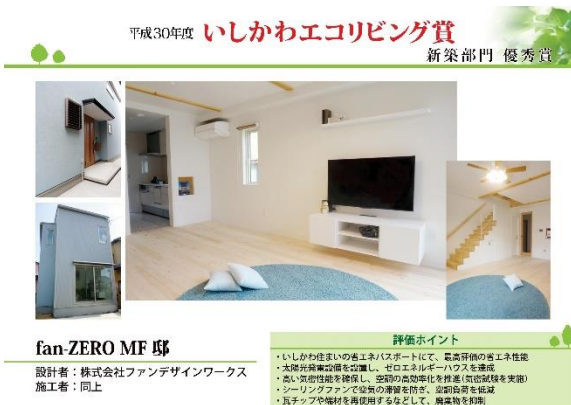 平成30年度 いしかわエコリビング賞
新築部門 優秀賞
fan-ZERO MF 邸
設計者：株式会社ファンデザインワークス
施工者：同上
評価ポイント
・いしかわ住まいの省エネパスポートにて、最高評価の省エネ性能
・太陽光発電設備を設置し、ゼロエネルギーハウスを達成
・高い気密性能を確保し、空調の高効率化を推進(気密試験を実施)
・シーリングファンで空気の滞留を防ぎ、空調負荷を低減
・瓦チップや端材を再使用するなどして、廃棄物を抑制